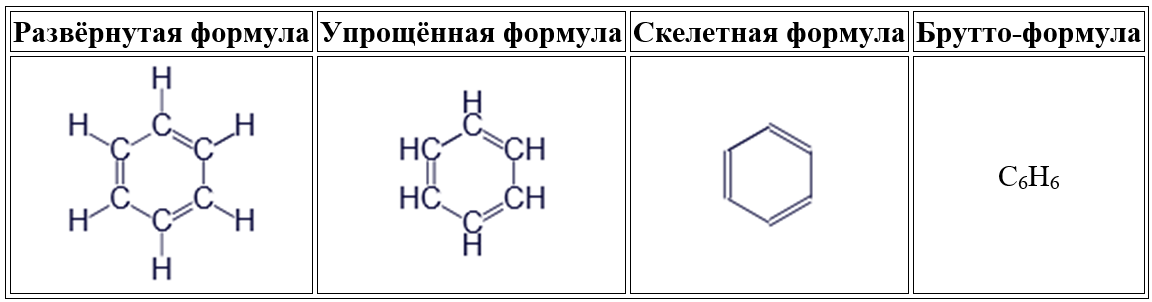 Развёрнутая формула Упрощённая формула Скелетная формула Брутто-формула
H H
H H C
C HC CH
C C
C₆H₆
C C HC CH
C C
H H H
H